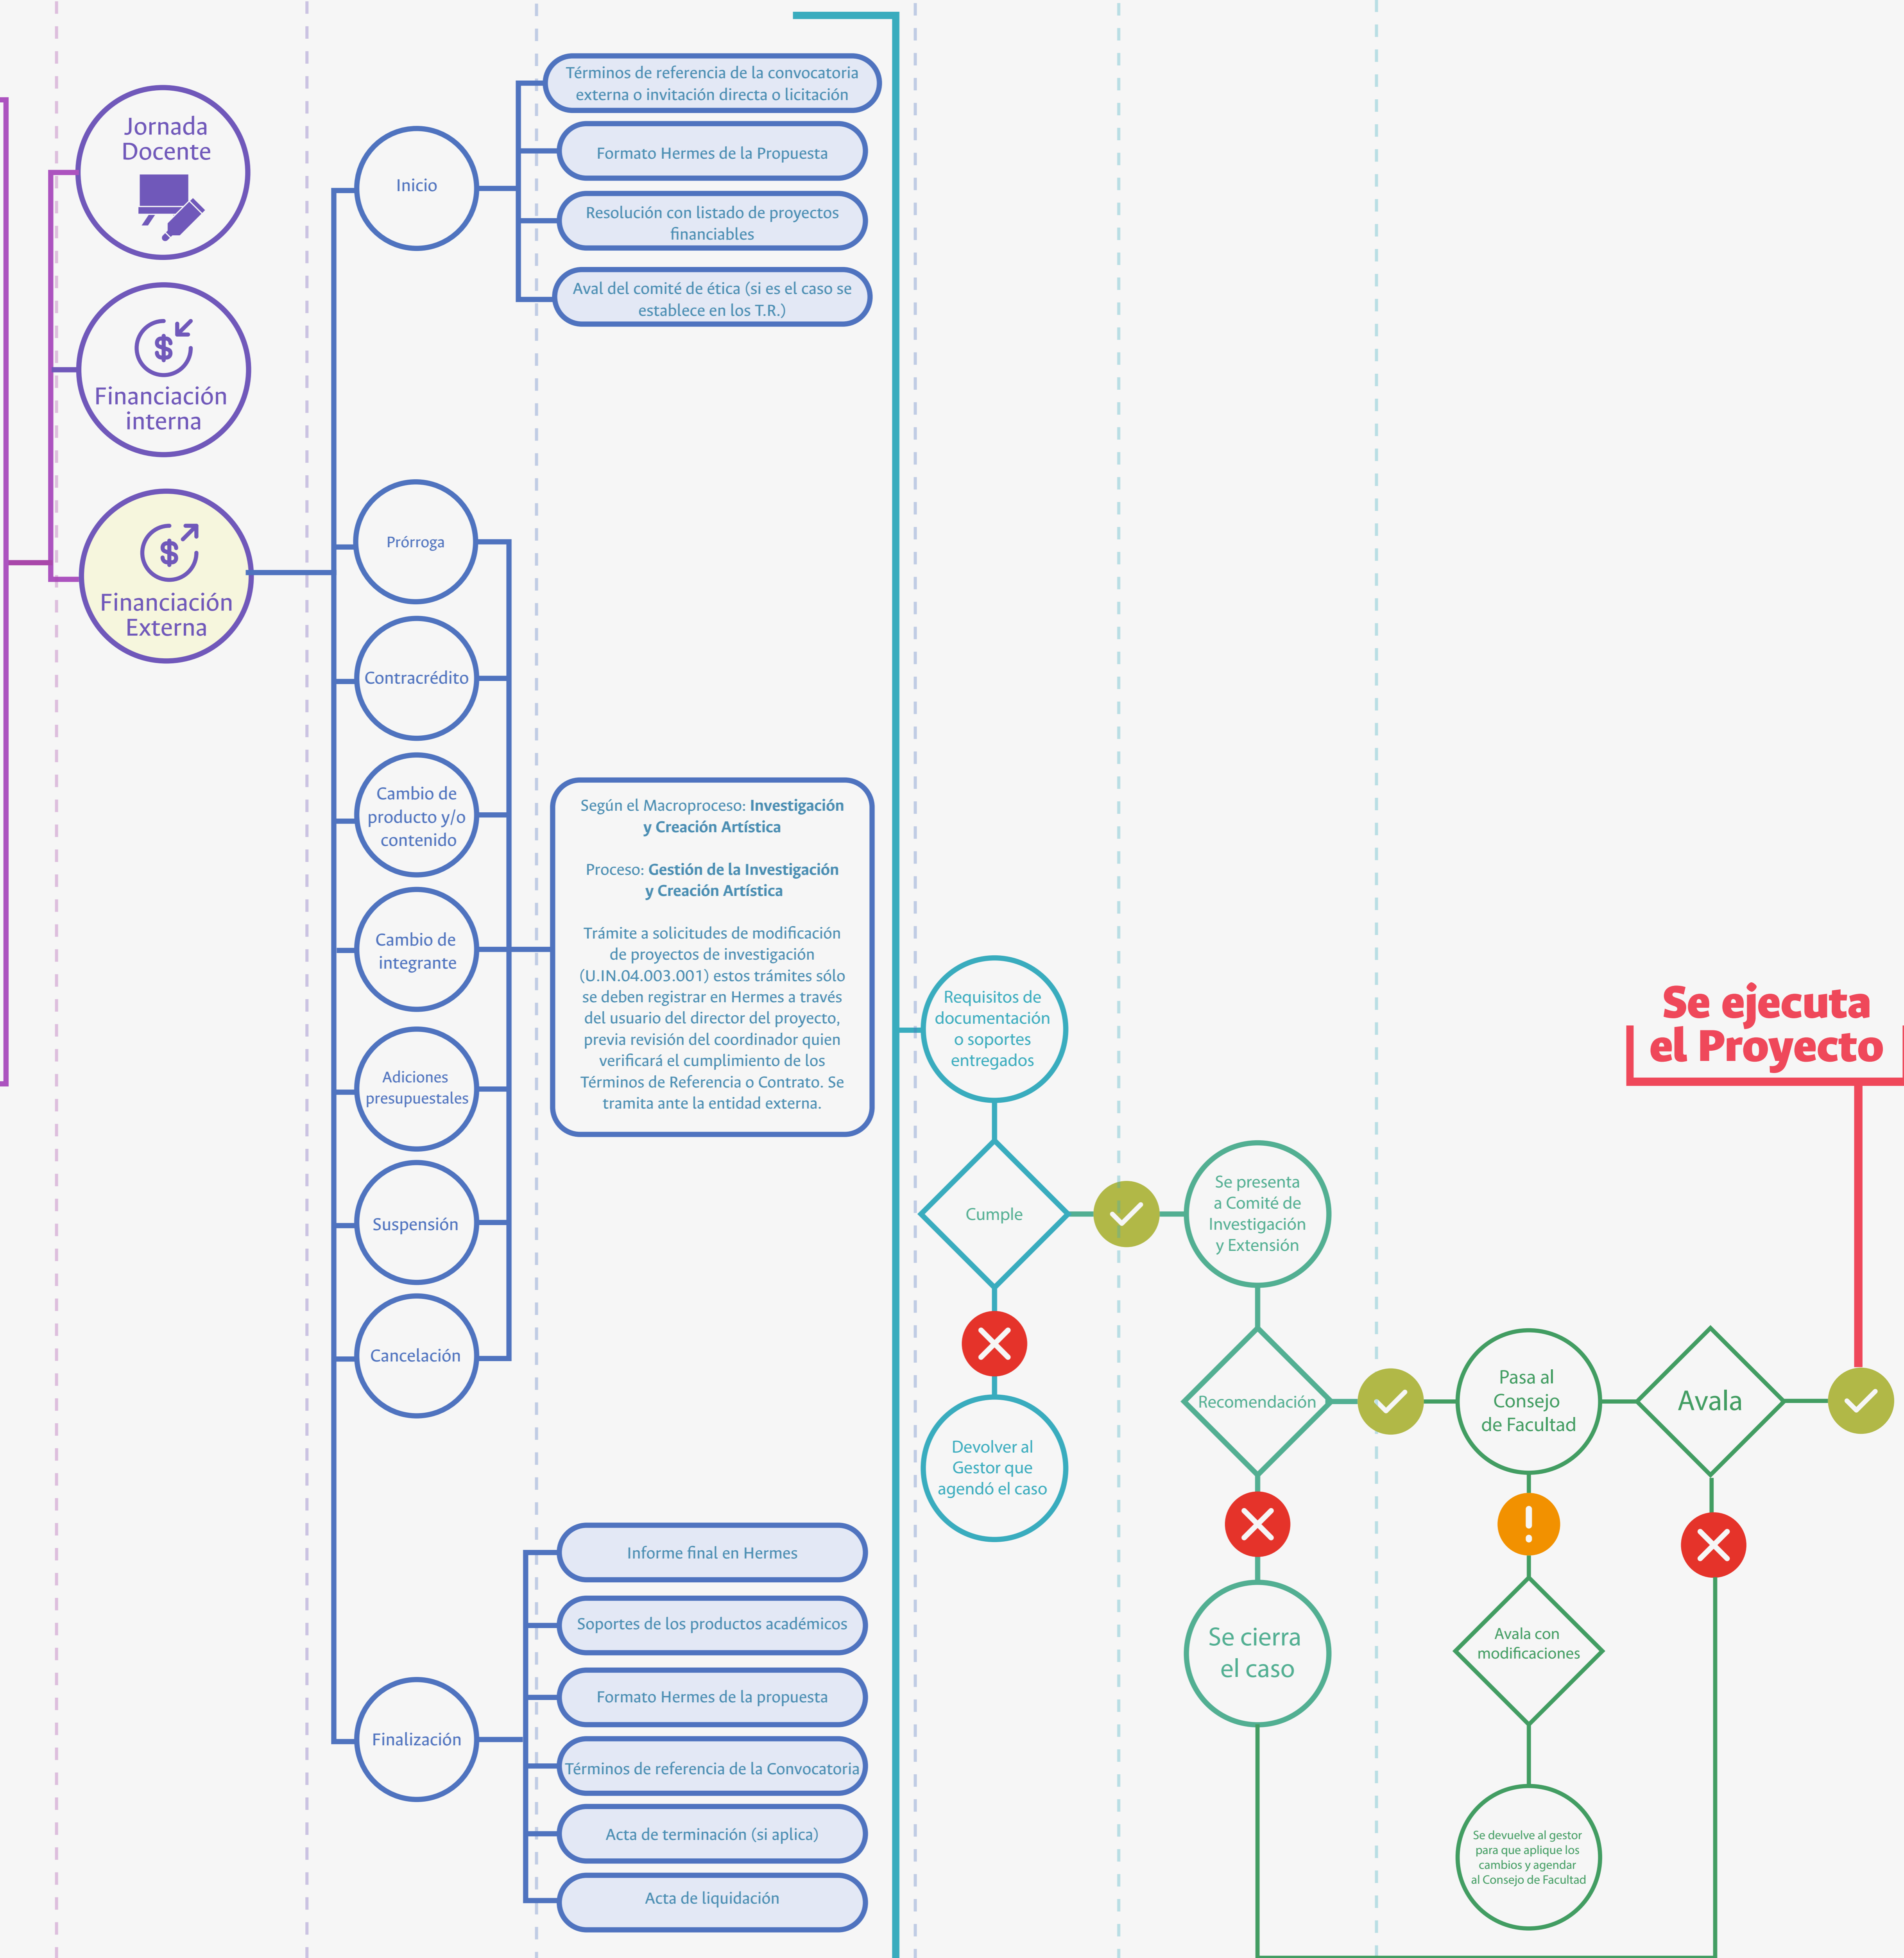 Jornada
Docente
$
Financiación
interna
$
Financiación
Externa
Inicio
Términos de referencia de la convocatoria
externa o invitación directa o licitación
Formato Hermes de la Propuesta
Resolución con listado de proyectos
financiables
Aval del comité de ética (si es el caso se
establece en los T.R.)
Prórroga
Contracrédito
Cambio de
producto y/o
contenido
Cambio de
integrante
Adiciones
presupuestales
Suspensión
Cancelación
Según el Macroproceso: Investigación
y Creación Artística
Proceso: Gestión de la Investigación
y Creación Artística
Trámite a solicitudes de modificación
de proyectos de investigación
(U.IN.04.003.001) estos trámites sólo
se deben registrar en Hermes a través
del usuario del director del proyecto,
previa revisión del coordinador quien
verificará el cumplimiento de los
Términos de Referencia o Contrato. Se
tramita ante la entidad externa.
Finalización
Informe final en Hermes
Soportes de los productos académicos
Formato Hermes de la propuesta
Términos de referencia de la Convocatoria
Acta de terminación (si aplica)
Acta de liquidación
Requisitos de
documentación
o soportes
entregados
Cumple
Devolver al
Gestor que
agendó el caso
Se presenta
a Comité de
Investigación
y Extensión
Recomendación
Se cierra
el caso
Pasa al
Consejo
de Facultad
!
Avala con
modificaciones
Se devuelve al gestor
para que aplique los
cambios y agendar
al Consejo de Facultad
Avala
Se ejecuta
el Proyecto